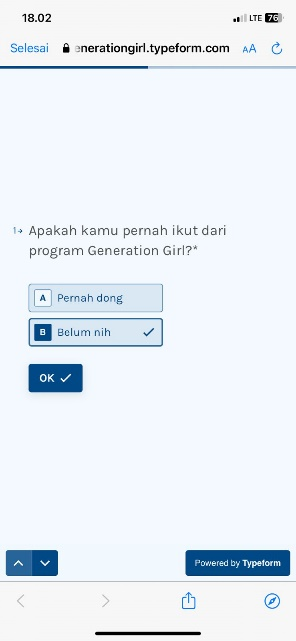 18.02
LTE 76
Selesai
enerationgirl.typeform.com
AA
1
Apakah kamu pernah ikut dari
program Generation Girl?*
A Pernah dong
B Belum nih
OK
Powered by Typeform